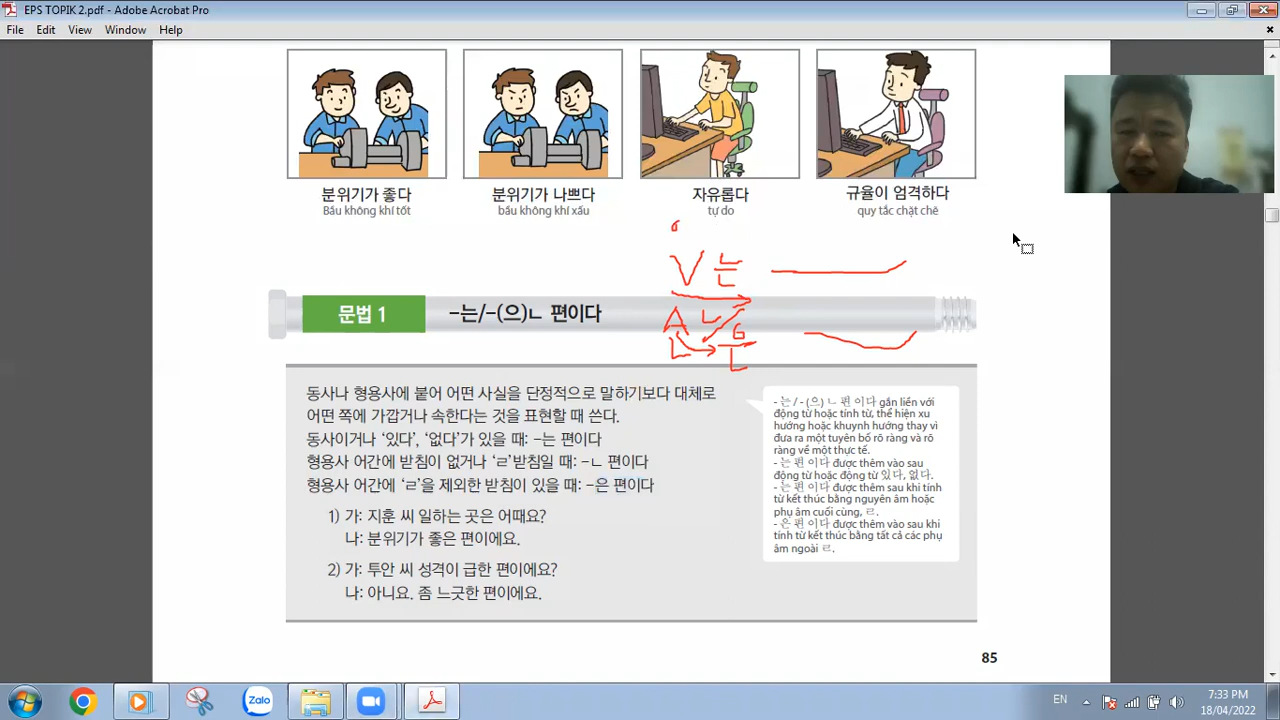 EPS TOPIK 2.pdf - Adobe Acrobat Pro
File Edit View Window Help
분위기가 좋다
Bầu không khí tốt
분위기가 나쁘다
bầu không khí xấu
자유롭다
tự do
규율이 엄격하다
quy tắc chặt chẽ
V 는
문법 1
-는/-(으)ㄴ 편이다
A ㄴ
동사나 형용사에 붙어 어떤 사실을 단정적으로 말하기보다 대체로
어떤 쪽에 가깝거나 속한다는 것을 표현할 때 쓴다.
동사이거나 ‘있다’, ‘없다’가 있을 때: -는 편이다
형용사 어간에 받침이 없거나 ‘ㄹ’받침일 때: -ㄴ 편이다
형용사 어간에 ‘ㄹ’을 제외한 받침이 있을 때: -은 편이다
1) 가: 지훈 씨 일하는 곳은 어때요?
나: 분위기가 좋은 편이에요.
2) 가: 투안 씨 성격이 급한 편이에요?
나: 아니요. 좀 느긋한 편이에요.
- 는 / - (으) ㄴ 편 이다 gắn liền với
động từ hoặc tính từ, thể hiện xu
hướng hoặc khuynh hướng thay vì
đưa ra một tuyên bố rõ ràng và rõ
ràng về một thực tế.
- 는 편 이다 được thêm vào sau
động từ hoặc động từ 있다, 없다.
- 는 편 이다 được thêm sau khi tính
từ kết thúc bằng nguyên âm hoặc
phụ âm cuối cùng, ㄹ.
- 은 편 이다 được thêm vào sau khi
tính từ kết thúc bằng tất cả các phụ
âm ngoài ㄹ.
85
Zalo
EN
7:33 PM
18/04/2022